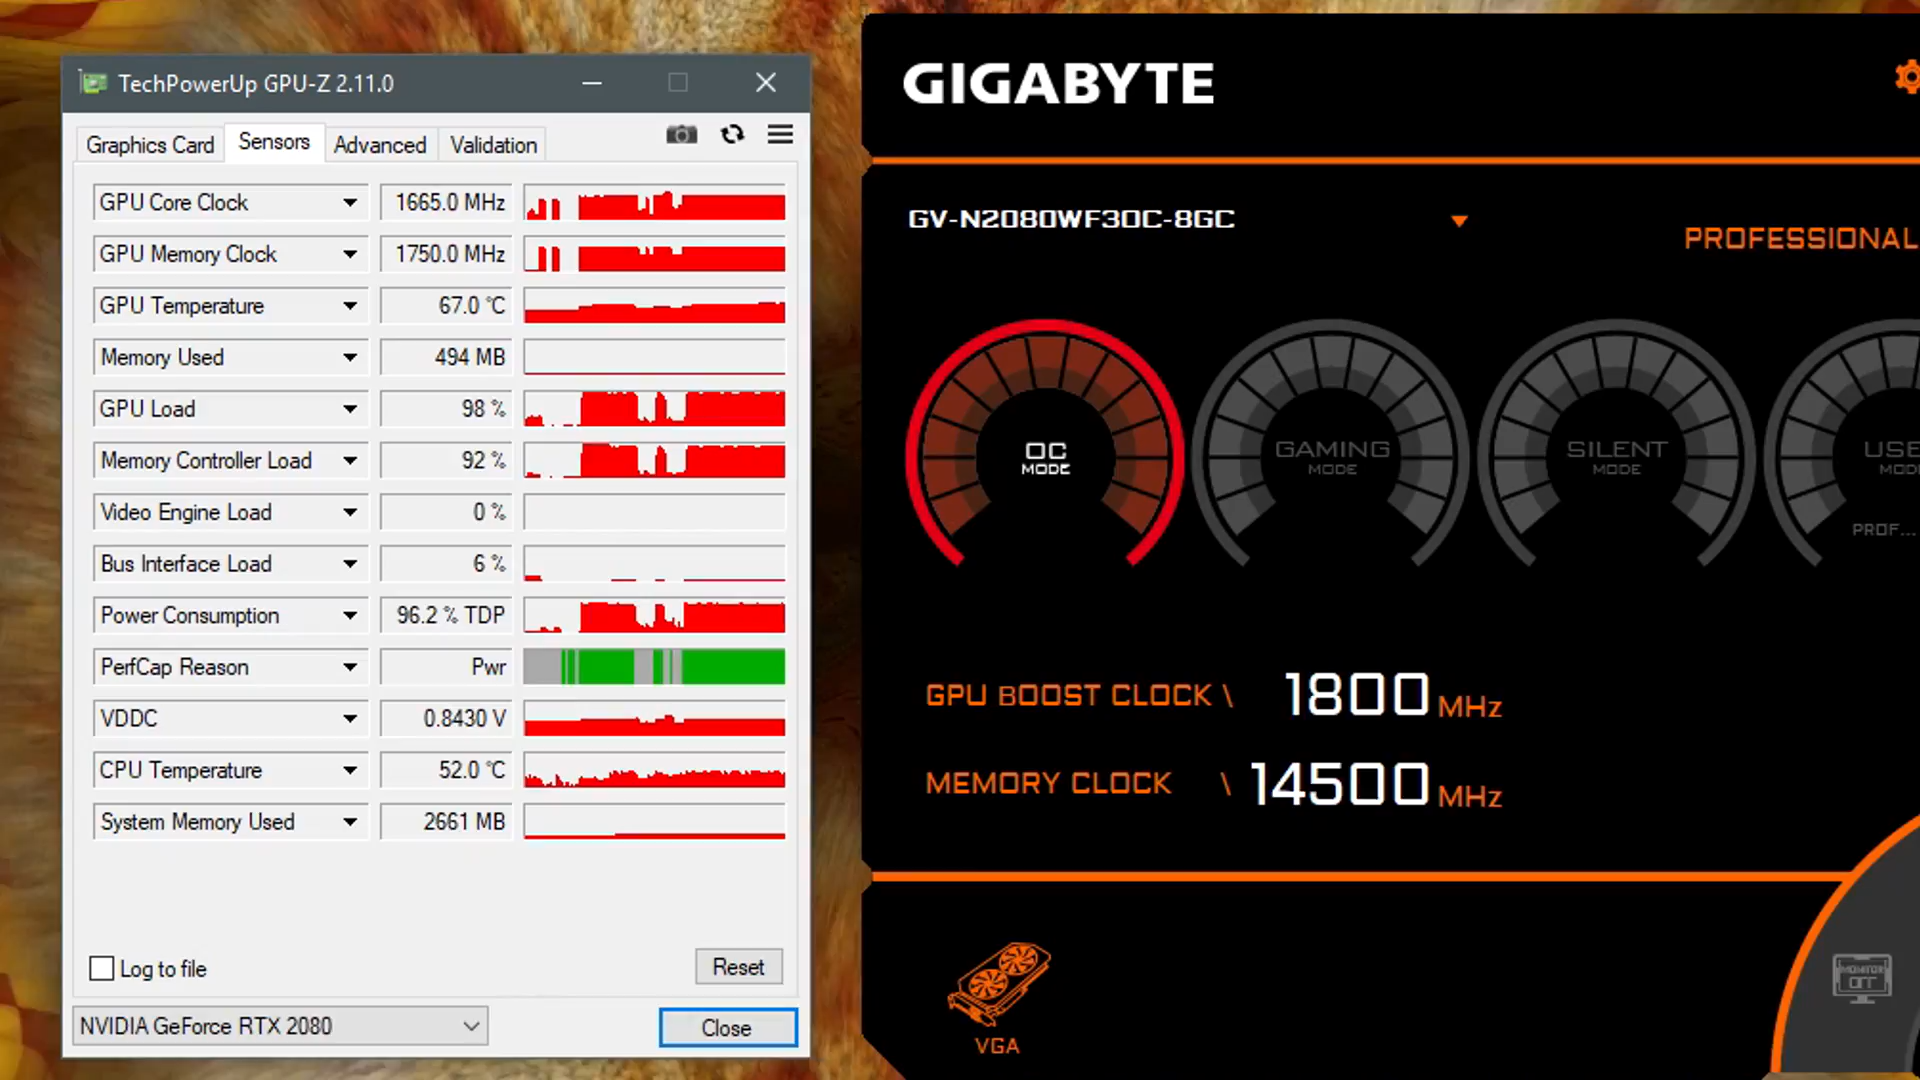 TechPowerUp GPU-Z 2.11.0
Graphics Card Sensors Advanced Validation
GPU Core Clock 1665.0 MHz
GPU Memory Clock 1750.0 MHz
GPU Temperature 67.0 °C
Memory Used 494 MB
GPU Load 98 %
Memory Controller Load 92 %
Video Engine Load 0 %
Bus Interface Load 6 %
Power Consumption 96.2 % TDP
PerfCap Reason Pwr
VDDC 0.8430 V
CPU Temperature 52.0 °C
System Memory Used 2661 MB
Log to file Reset
NVIDIA GeForce RTX 2080 Close
GIGABYTE
GV-N2080WF3OC-8GC
PROFESSIONAL
OC
MODE
GAMING
MODE
SILENT
MODE
USE
MOD
PROF...
GPU BOOST CLOCK \ 1800 MHz
MEMORY CLOCK \ 14500 MHz
VGA
MONITOR
OFF